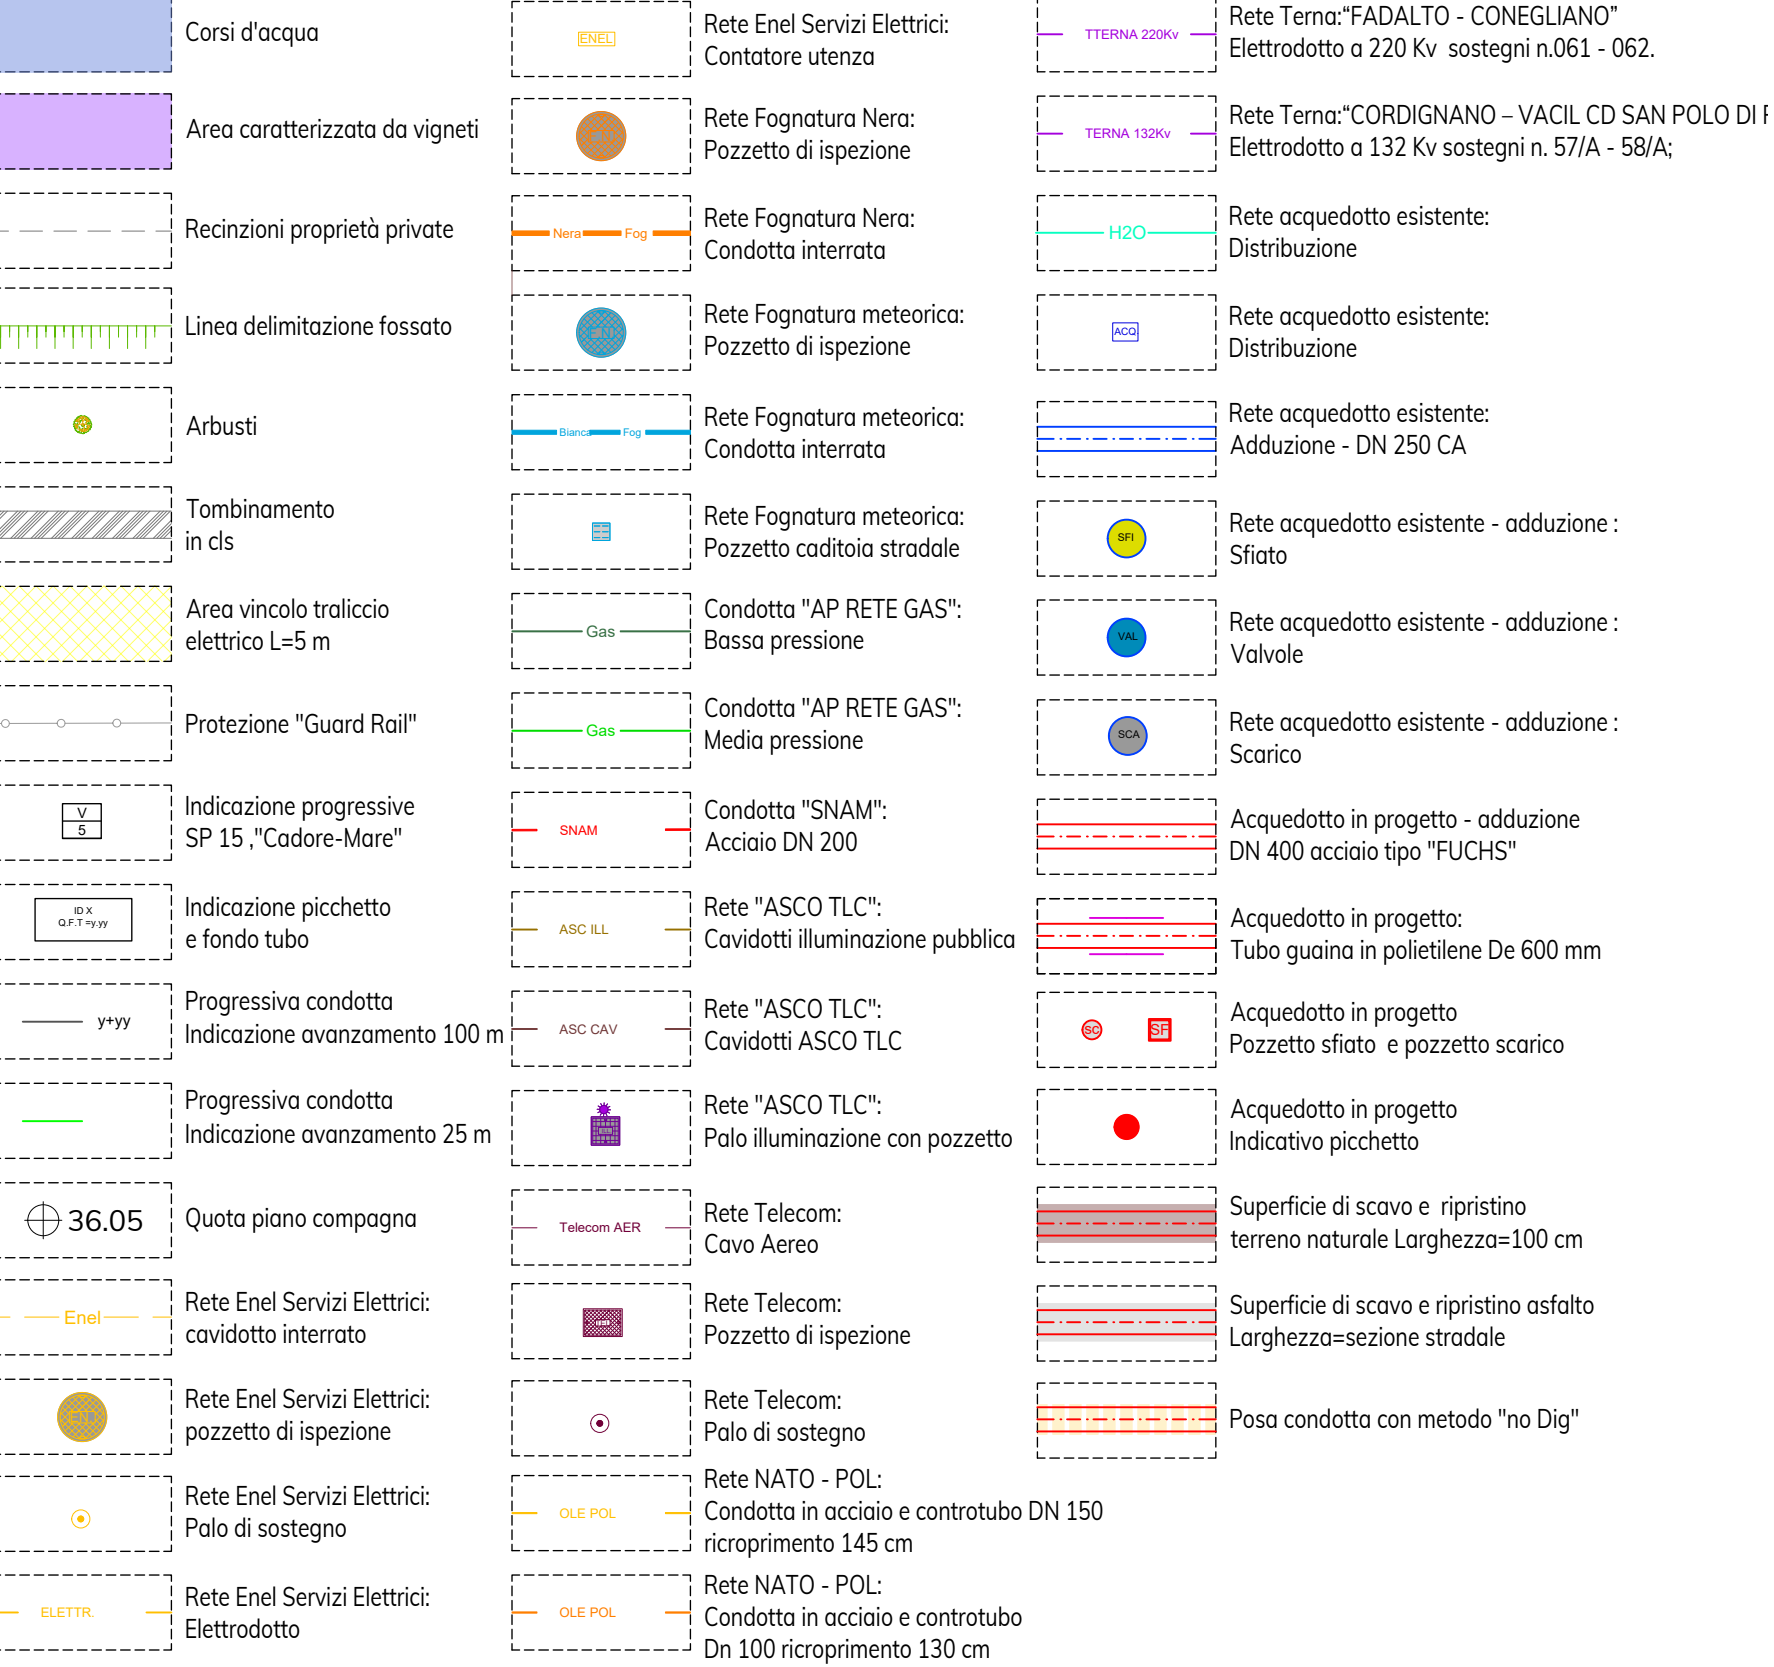 Corsi d'acqua
Area caratterizzata da vigneti
Recinzioni proprietà private
Linea delimitazione fossato
Arbusti
Tombinamento
in cls
Area vincolo traliccio
elettrico L=5 m
Protezione "Guard Rail"
V
5
Indicazione progressive
SP 15 ,"Cadore-Mare"
ID X
Q.F.T =y.yy
Indicazione picchetto
e fondo tubo
y+yy
Progressiva condotta
Indicazione avanzamento 100 m
Progressiva condotta
Indicazione avanzamento 25 m
36.05
Quota piano compagna
Enel
Rete Enel Servizi Elettrici:
cavidotto interrato
Rete Enel Servizi Elettrici:
pozzetto di ispezione
Rete Enel Servizi Elettrici:
Palo di sostegno
ELETTR.
Rete Enel Servizi Elettrici:
Elettrodotto
ENEL
Rete Enel Servizi Elettrici:
Contatore utenza
Rete Fognatura Nera:
Pozzetto di ispezione
Nera Fog
Rete Fognatura Nera:
Condotta interrata
Rete Fognatura meteorica:
Pozzetto di ispezione
Bianca Fog
Rete Fognatura meteorica:
Condotta interrata
Rete Fognatura meteorica:
Pozzetto caditoia stradale
Gas
Condotta "AP RETE GAS":
Bassa pressione
Gas
Condotta "AP RETE GAS":
Media pressione
SNAM
Condotta "SNAM":
Acciaio DN 200
ASC ILL
Rete "ASCO TLC":
Cavidotti illuminazione pubblica
ASC CAV
Rete "ASCO TLC":
Cavidotti ASCO TLC
Rete "ASCO TLC":
Palo illuminazione con pozzetto
Telecom AER
Rete Telecom:
Cavo Aereo
Rete Telecom:
Pozzetto di ispezione
Rete Telecom:
Palo di sostegno
OLE POL
Rete NATO - POL:
Condotta in acciaio e controtubo DN 150
ricroprimento 145 cm
OLE POL
Rete NATO - POL:
Condotta in acciaio e controtubo
Dn 100 ricroprimento 130 cm
TTERNA 220Kv
Rete Terna:“FADALTO - CONEGLIANO”
Elettrodotto a 220 Kv sostegni n.061 - 062.
TERNA 132Kv
Rete Terna:“CORDIGNANO – VACIL CD SAN POLO DI
Elettrodotto a 132 Kv sostegni n. 57/A - 58/A;
H2O
Rete acquedotto esistente:
Distribuzione
ACQ.
Rete acquedotto esistente:
Distribuzione
Rete acquedotto esistente:
Adduzione - DN 250 CA
SFI
Rete acquedotto esistente - adduzione :
Sfiato
VAL
Rete acquedotto esistente - adduzione :
Valvole
SCA
Rete acquedotto esistente - adduzione :
Scarico
Acquedotto in progetto - adduzione
DN 400 acciaio tipo "FUCHS"
Acquedotto in progetto:
Tubo guaina in polietilene De 600 mm
SC SF
Acquedotto in progetto
Pozzetto sfiato e pozzetto scarico
Acquedotto in progetto
Indicativo picchetto
Superficie di scavo e ripristino
terreno naturale Larghezza=100 cm
Superficie di scavo e ripristino asfalto
Larghezza=sezione stradale
Posa condotta con metodo "no Dig"